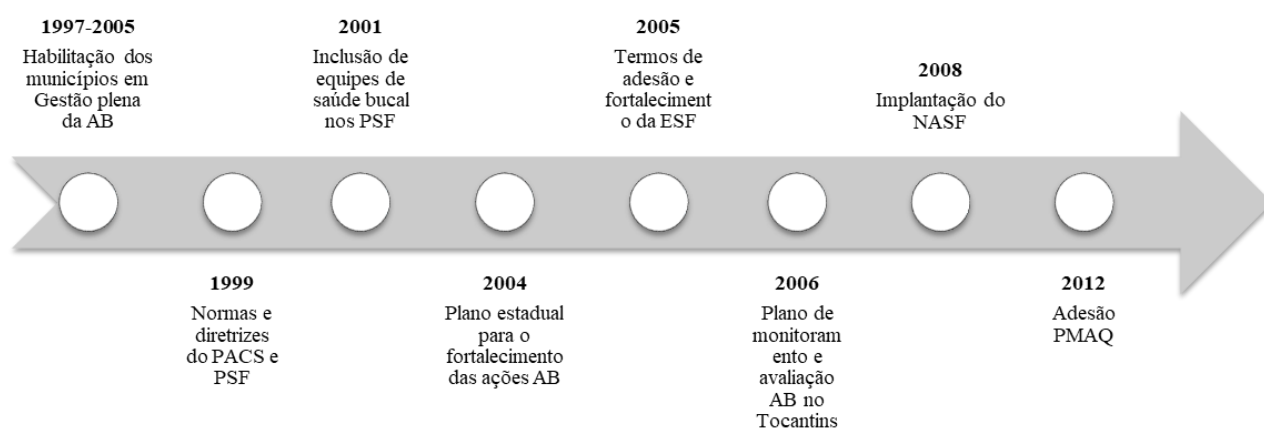 1997-2005
Habilitação dos
municípios em
Gestão plena
da AB
1999
Normas e
diretrizes
do PACS e
PSF
2001
Inclusão de
equipes de
saúde bucal
nos PSF
2004
Plano estadual
para o
fortalecimento
das ações AB
2005
Termos de
adesão e
fortaleciment
o da ESF
2006
Plano de
monitoram
ento e
avaliação
AB no
Tocantins
2008
Implantação do
NASF
2012
Adesão
PMAQ